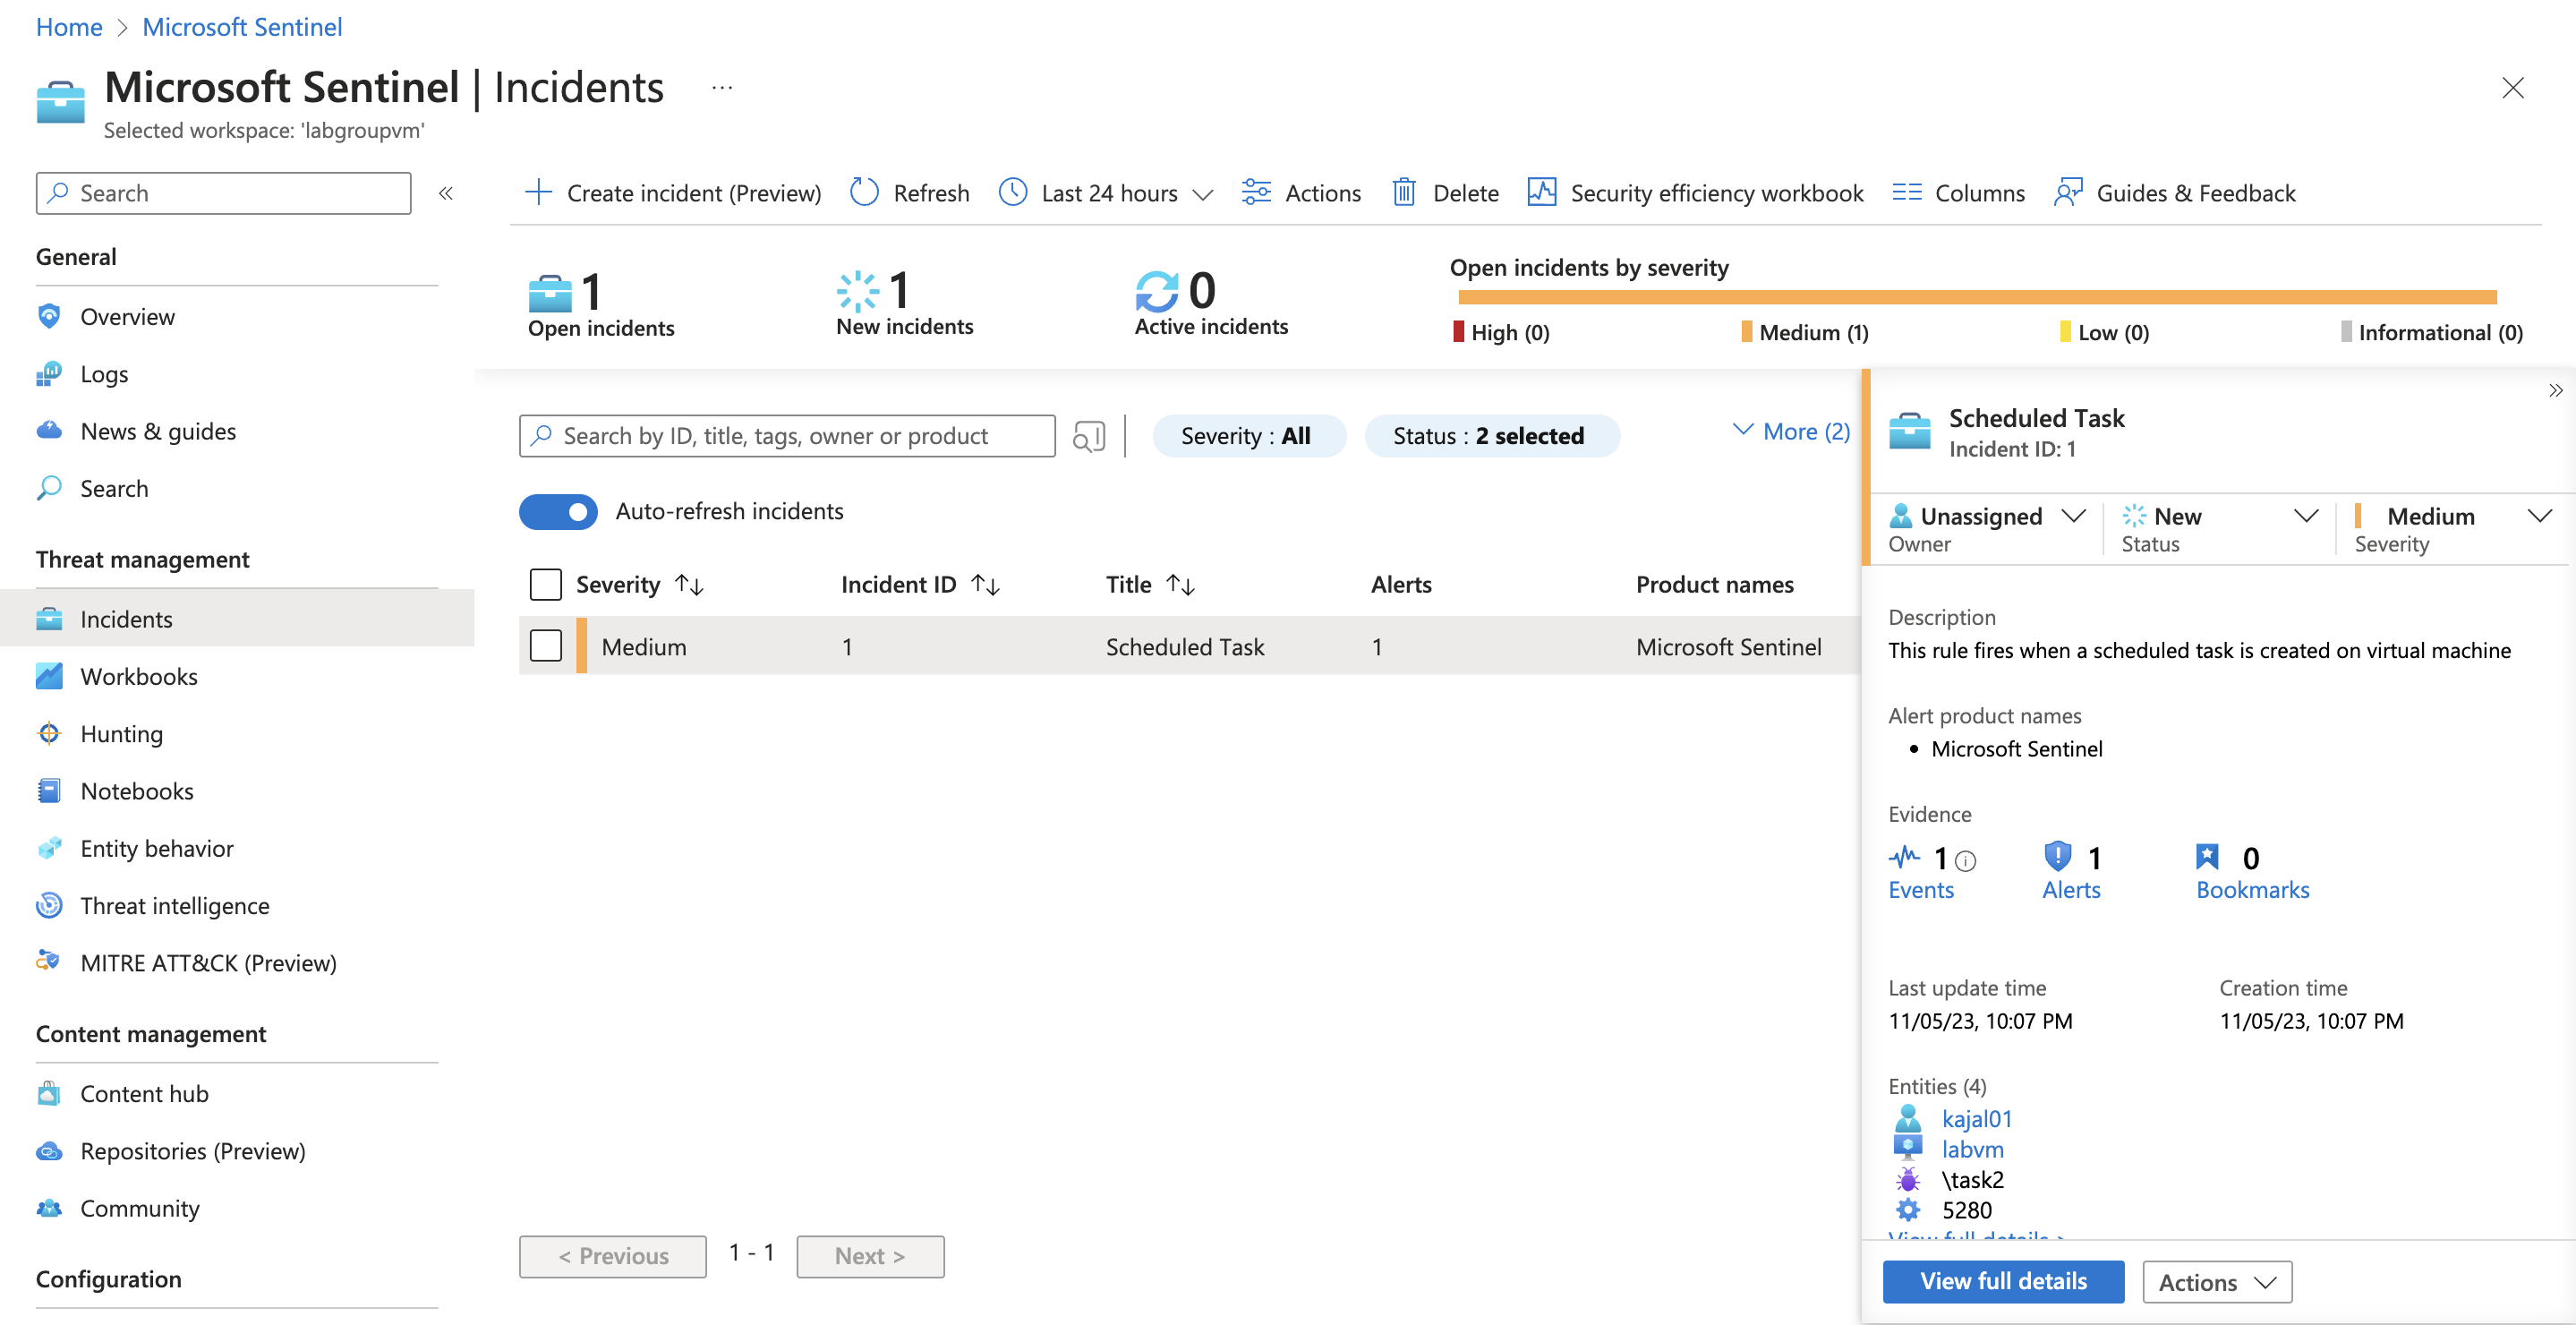 Home > Microsoft Sentinel
Microsoft Sentinel | Incidents ...
Selected workspace: 'labgroupvm'
Search
«
General
Overview
Logs
News & guides
Search
Threat management
Incidents
Workbooks
Hunting
Notebooks
Entity behavior
Threat intelligence
MITRE ATT&CK (Preview)
Content management
Content hub
Repositories (Preview)
Community
Configuration
Create incident (Preview) Refresh Last 24 hours Actions Delete Security efficiency workbook Columns Guides & Feedback
1
Open incidents
1
New incidents
0
Active incidents
Open incidents by severity
High (0) Medium (1) Low (0) Informational (0)
Search by ID, title, tags, owner or product
Severity : All
Status : 2 selected
More (2)
Auto-refresh incidents
Severity ↑↓ Incident ID ↑↓ Title ↑↓ Alerts Product names
Medium 1 Scheduled Task 1 Microsoft Sentinel
< Previous 1 - 1 Next >
»
Scheduled Task
Incident ID: 1
Unassigned New Medium
Owner Status Severity
Description
This rule fires when a scheduled task is created on virtual machine
Alert product names
• Microsoft Sentinel
Evidence
1 1 0
Events Alerts Bookmarks
Last update time Creation time
11/05/23, 10:07 PM 11/05/23, 10:07 PM
Entities (4)
kajal01
labvm
\task2
5280
View full details >
View full details Actions